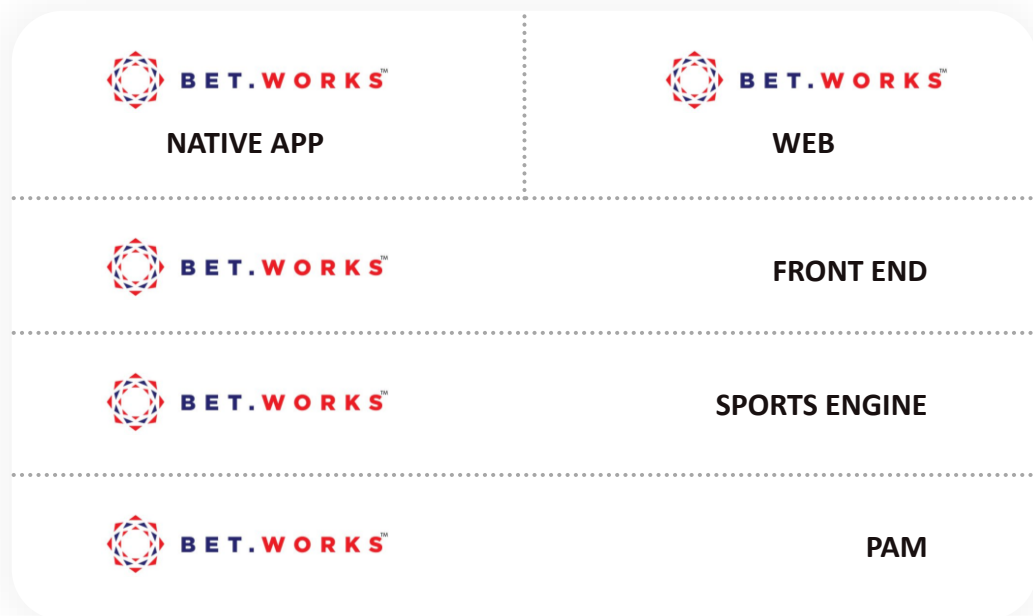 BET.WORKS™ BET.WORKS™
NATIVE APP WEB
BET.WORKS™ FRONT END
BET.WORKS™ SPORTS ENGINE
BET.WORKS™ PAM